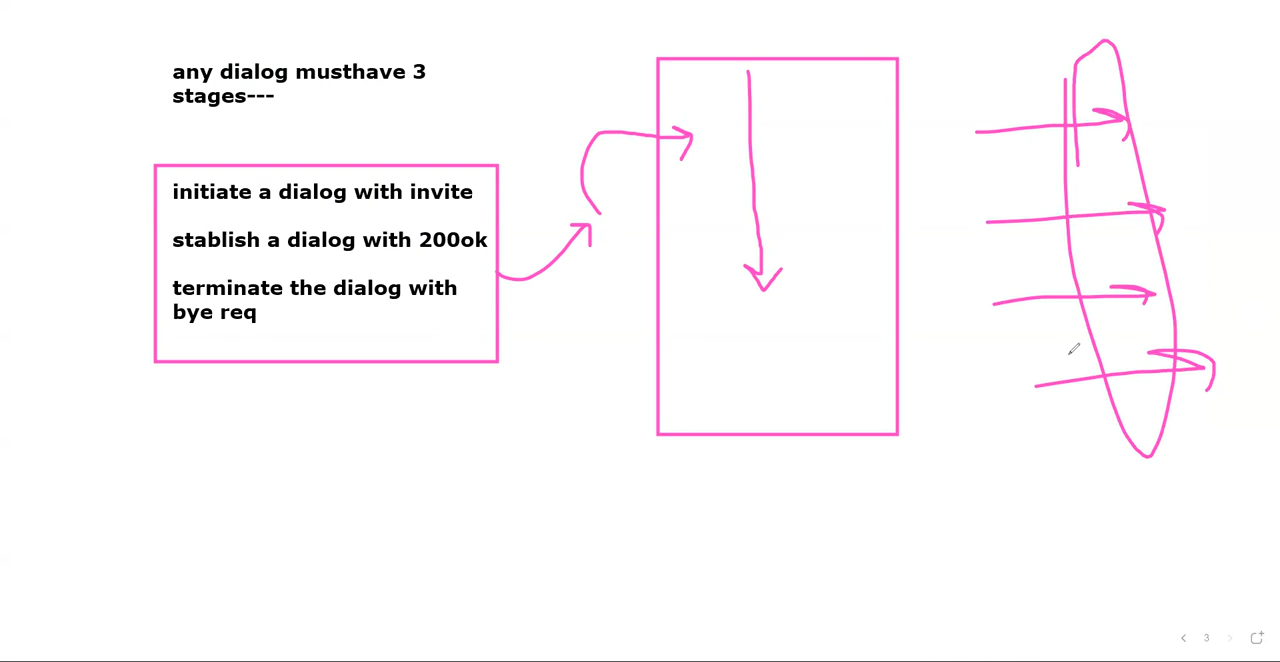 any dialog musthave 3
stages---
initiate a dialog with invite
stablish a dialog with 200ok
terminate the dialog with
bye req
3